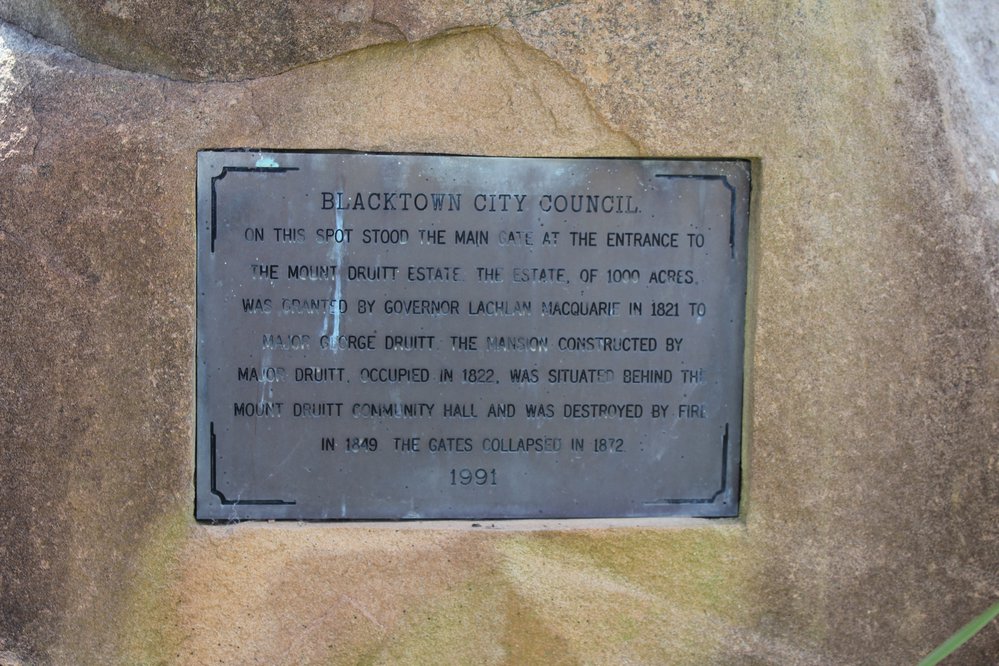 BLACKTOWN CITY COUNCIL
ON THIS SPOT STOOD THE MAIN GATE AT THE ENTRANCE TO
THE MOUNT DRUITT ESTATE. THE ESTATE, OF 1000 ACRES,
WAS GRANTED BY GOVERNOR LACHLAN MACQUARIE IN 1821 TO
MAJOR GEORGE DRUITT. THE MANSION CONSTRUCTED BY
MAJOR DRUITT, OCCUPIED IN 1822, WAS SITUATED BEHIND THE
MOUNT DRUITT COMMUNITY HALL AND WAS DESTROYED BY FIRE
IN 1849. THE GATES COLLAPSED IN 1872.
1991